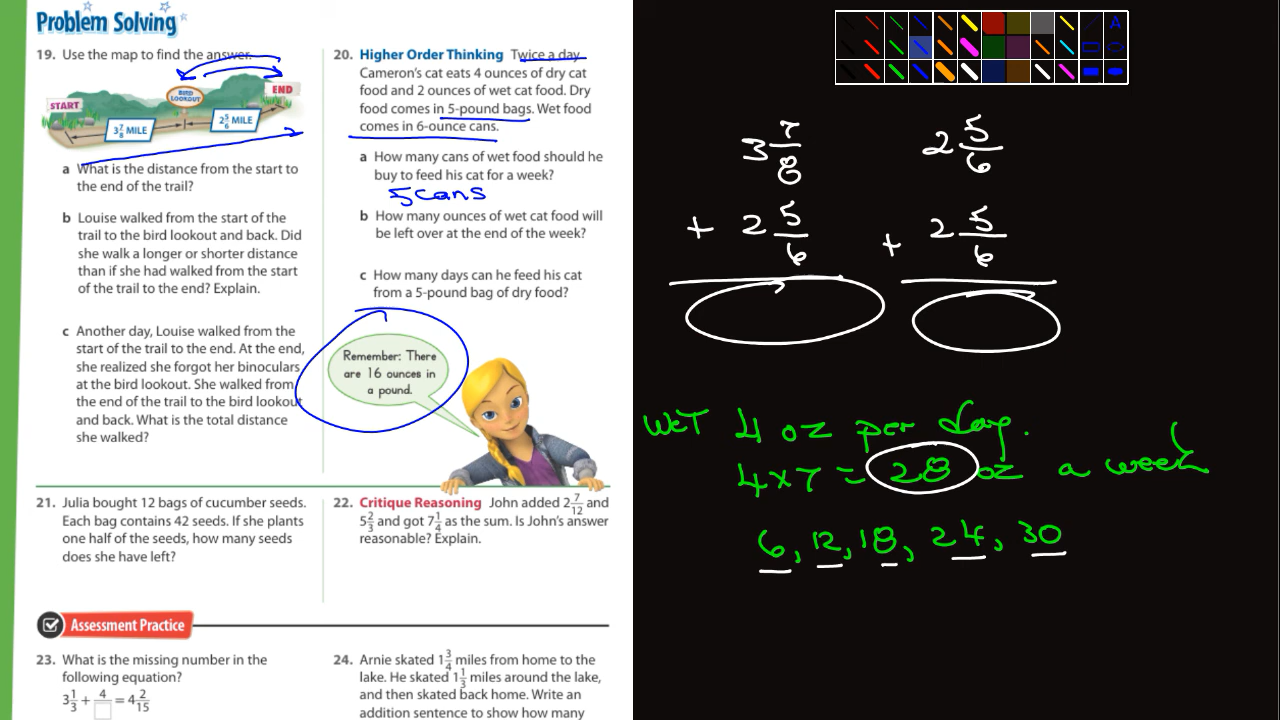 Problem Solving
19. Use the map to find the answer.
START
BIRD LOOKOUT
END
3 7/8 MILE
2 5/6 MILE
a What is the distance from the start to
the end of the trail?
b Louise walked from the start of the
trail to the bird lookout and back. Did
she walk a longer or shorter distance
than if she had walked from the start
of the trail to the end? Explain.
c Another day, Louise walked from the
start of the trail to the end. At the end,
she realized she forgot her binoculars
at the bird lookout. She walked from
the end of the trail to the bird lookout
and back. What is the total distance
she walked?
20. Higher Order Thinking Twice a day
Cameron's cat eats 4 ounces of dry cat
food and 2 ounces of wet cat food. Dry
food comes in 5-pound bags. Wet food
comes in 6-ounce cans.
a How many cans of wet food should he
buy to feed his cat for a week?
5 cans
b How many ounces of wet cat food will
be left over at the end of the week?
c How many days can he feed his cat
from a 5-pound bag of dry food?
Remember: There
are 16 ounces in
a pound.
21. Julia bought 12 bags of cucumber seeds.
Each bag contains 42 seeds. If she plants
one half of the seeds, how many seeds
does she have left?
22. Critique Reasoning John added 2 7/12 and
5 2/3 and got 7 1/4 as the sum. Is John's answer
reasonable? Explain.
Assessment Practice
23. What is the missing number in the
following equation?
3 1/3 + 4/□ = 4 2/15
24. Arnie skated 1 3/4 miles from home to the
lake. He skated 1 1/3 miles around the lake,
and then skated back home. Write an
addition sentence to show how many
A
3 7/8
+ 2 5/6
2 5/6
+ 2 5/6
WET 4 oz per day.
4 x 7 = 28 oz a week
6, 12, 18, 24, 30